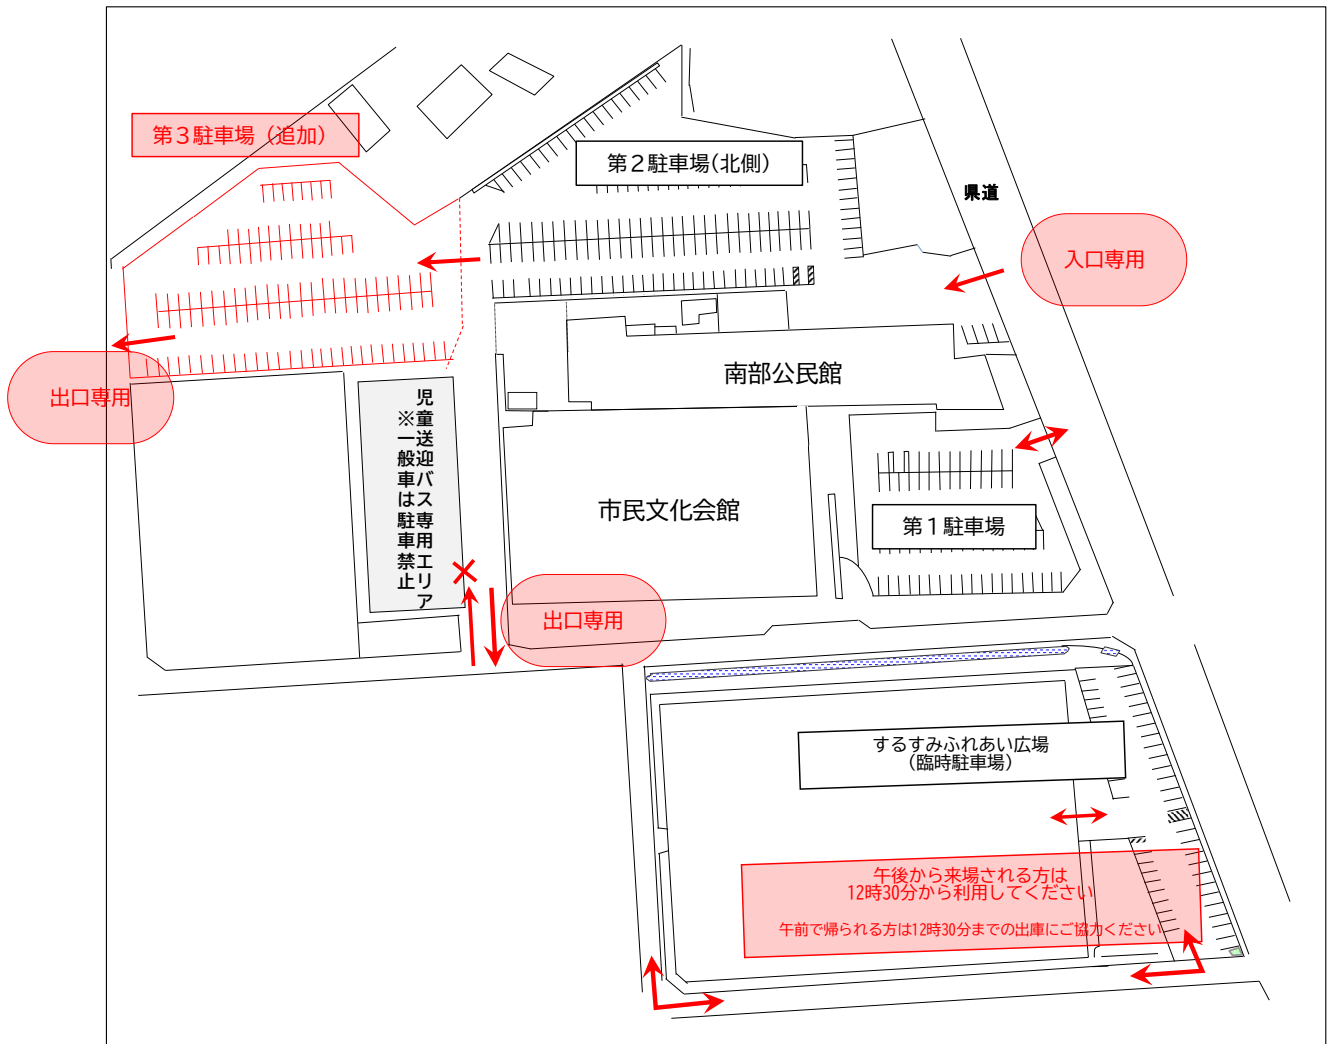 第３駐車場（追加）
第２駐車場(北側)
県道
入口専用
出口専用
南部公民館
児童送迎バス専用エリア
※一般車は駐車禁止
市民文化会館
第１駐車場
出口専用
するすみふれあい広場
（臨時駐車場）
午後から来場される方は
12時30分から利用してください
午前で帰られる方は12時30分までの出庫にご協力ください